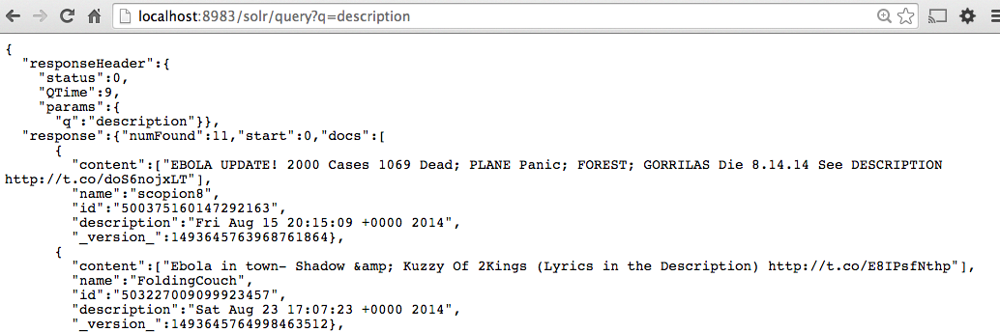 localhost:8983/solr/query?q=description
{
"responseHeader":{
"status":0,
"QTime":9,
"params":{
"q":"description"}},
"response":{"numFound":11,"start":0,"docs":[
{
"content":["EBOLA UPDATE! 2000 Cases 1069 Dead; PLANE Panic; FOREST; GORRILAS Die 8.14.14 See DESCRIPTION
http://t.co/doS6nojxLT"],
"name":"scopion8",
"id":"500375160147292163",
"description":"Fri Aug 15 20:15:09 +0000 2014",
"_version_":1493645763968761864},
{
"content":["Ebola in town- Shadow &amp; Kuzzy Of 2Kings (Lyrics in the Description) http://t.co/E8IPsfNthp"],
"name":"FoldingCouch",
"id":"503227009099923457",
"description":"Sat Aug 23 17:07:23 +0000 2014",
"_version_":1493645764998463512},